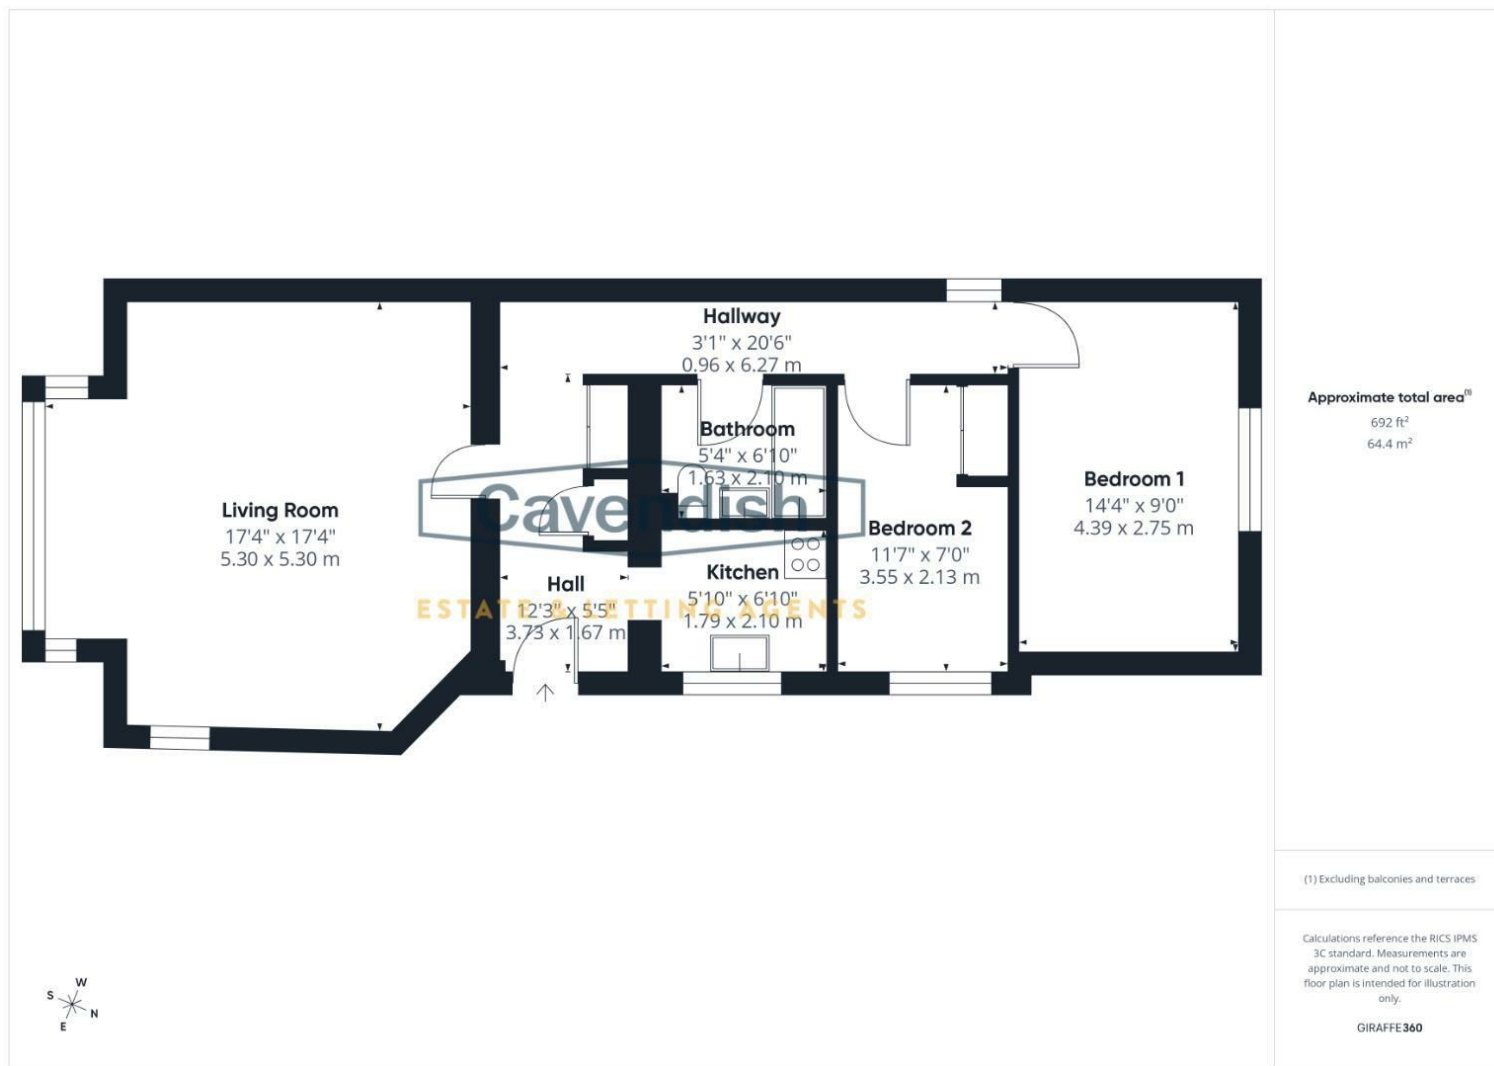 Hallway
3'1" x 20'6"
0.96 x 6.27 m
Bathroom
5'4" x 6'10"
1.63 x 2.10 m
Living Room
17'4" x 17'4"
5.30 x 5.30 m
Cavendish
ESTATE & LETTING AGENTS
Hall
12'3" x 5'5"
3.73 x 1.67 m
Kitchen
5'10" x 6'10"
1.79 x 2.10 m
Bedroom 2
11'7" x 7'0"
3.55 x 2.13 m
Bedroom 1
14'4" x 9'0"
4.39 x 2.75 m
W
S
N
E
Approximate total area(1)
692 ft²
64.4 m²
(1) Excluding balconies and terraces
Calculations reference the RICS IPMS
3C standard. Measurements are
approximate and not to scale. This
floor plan is intended for illustration
only.
GIRAFFE360